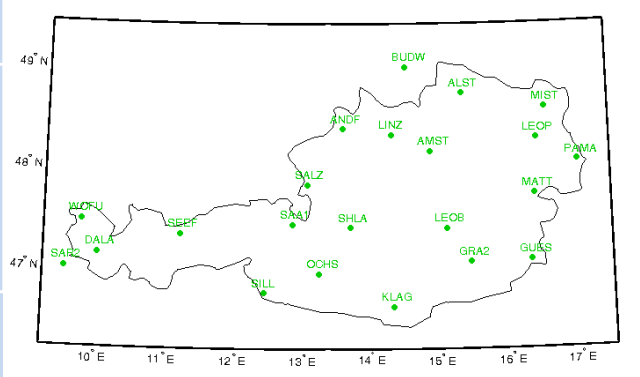 49°N
BUDW
ALST
MIST
ANDF
LINZ
LEOP
AMST
48°N
PAMA
SALZ
MATT
WOFU
SEEF
SAA1
SHLA
LEOB
DALA
SAR2
47°N
GRA2
GUES
OCHS
SILL
KLAG
10°E 11°E 12°E 13°E 14°E 15°E 16°E 17°E